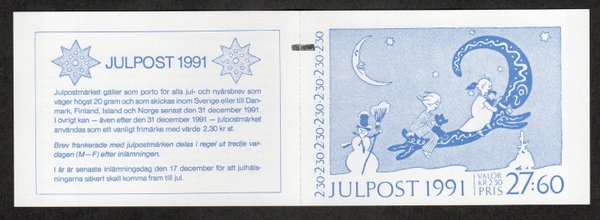 JULPOST 1991
Julpostmärket gäller som porto för alla jul- och nyårsbrev som
väger högst 20 gram och som skickas inom Sverige eller till Dan-
mark, Finland, Island och Norge senast den 31 december 1991.
I övrigt kan – även efter den 31 december 1991 – julpostmärket
användas som ett vanligt frimärke med värde 2,30 kr st.
Brev frankerade med julpostmärken delas i regel ut tredje var-
dagen (M–F) efter inlämningen.
I år är senaste inlämningsdag den 17 december för att julhäls-
ningarna säkert skall komma fram till jul.
2:30 2:30 2:30 2:30 2:30 2:30 2:30 2:30
JULPOST 1991
VALÖR
KR 2:30
PRIS
27:60